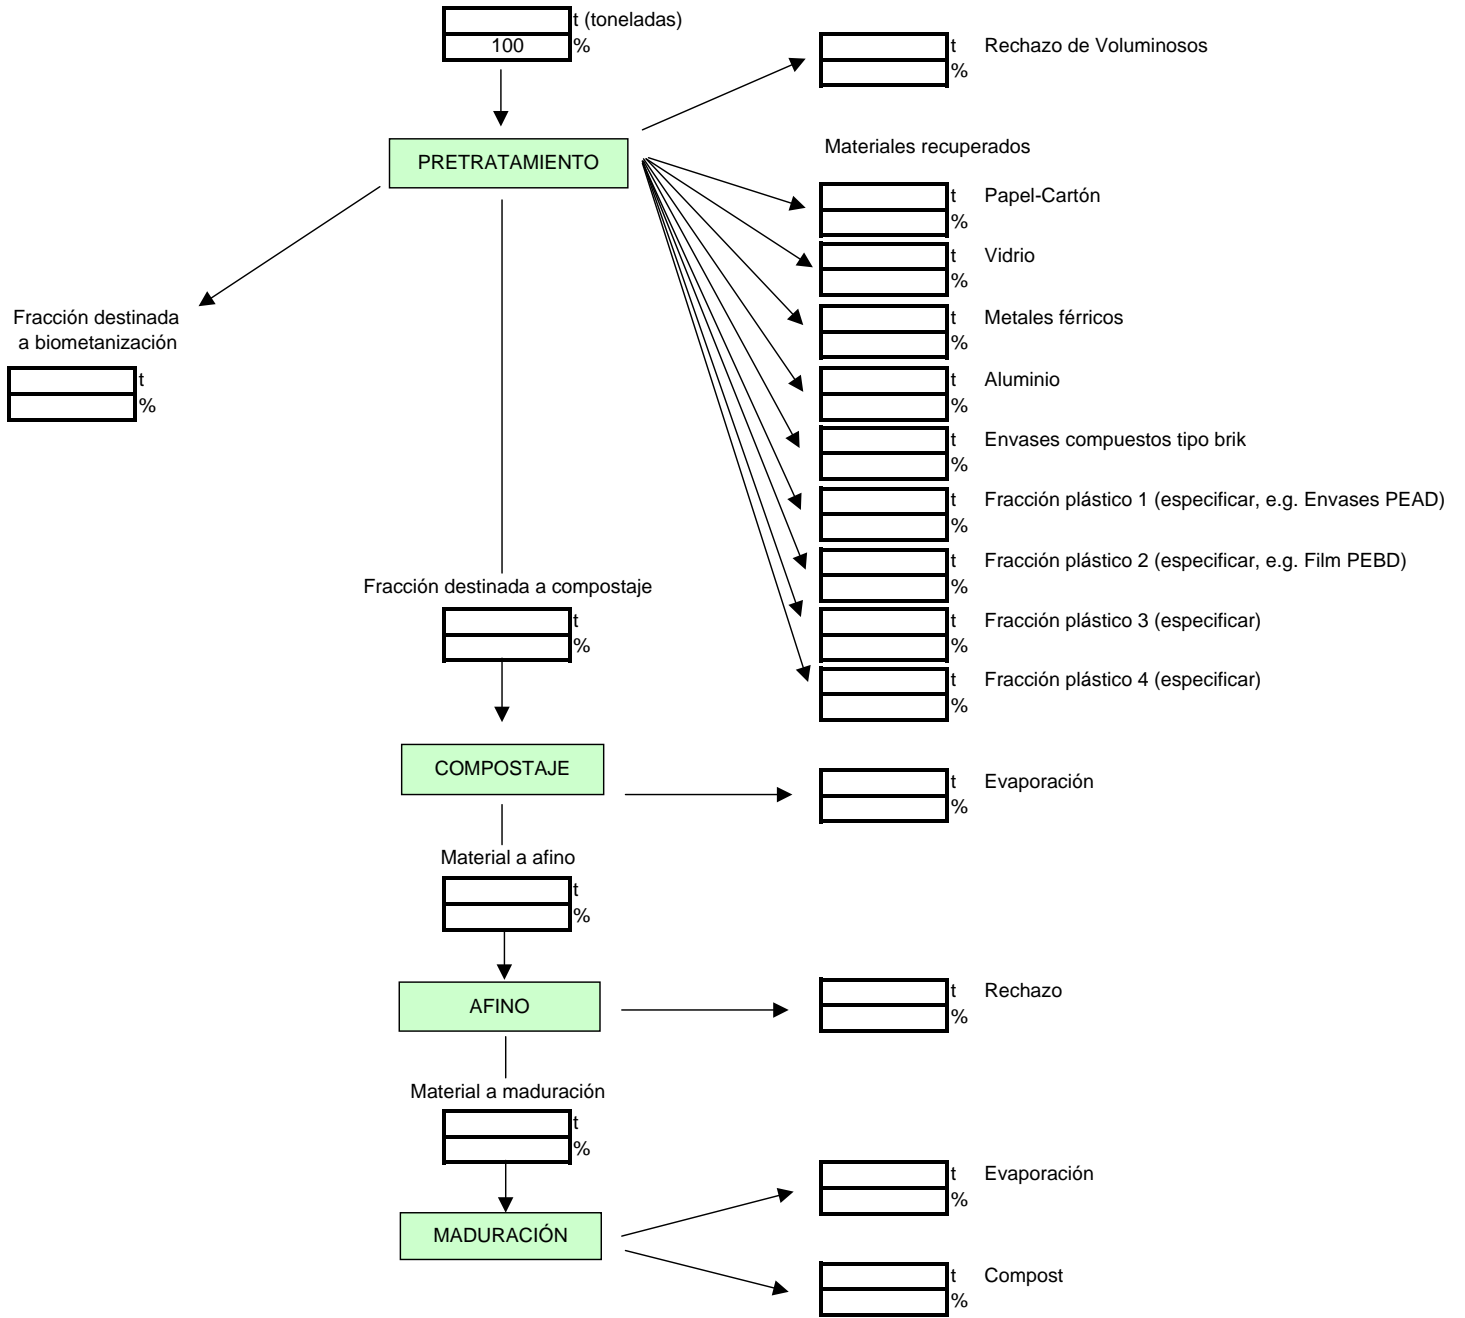 t (toneladas)
100 %
t Rechazo de Voluminosos
%
PRETRATAMIENTO
Materiales recuperados
t Papel-Cartón
%
t Vidrio
%
Fracción destinada
a biometanización
t
%
t Metales férricos
%
t Aluminio
%
t Envases compuestos tipo brik
%
t Fracción plástico 1 (especificar, e.g. Envases PEAD)
%
t Fracción plástico 2 (especificar, e.g. Film PEBD)
%
Fracción destinada a compostaje
t
%
t Fracción plástico 3 (especificar)
%
t Fracción plástico 4 (especificar)
%
COMPOSTAJE
t Evaporación
%
Material a afino
t
%
AFINO
t Rechazo
%
Material a maduración
t
%
MADURACIÓN
t Evaporación
%
t Compost
%